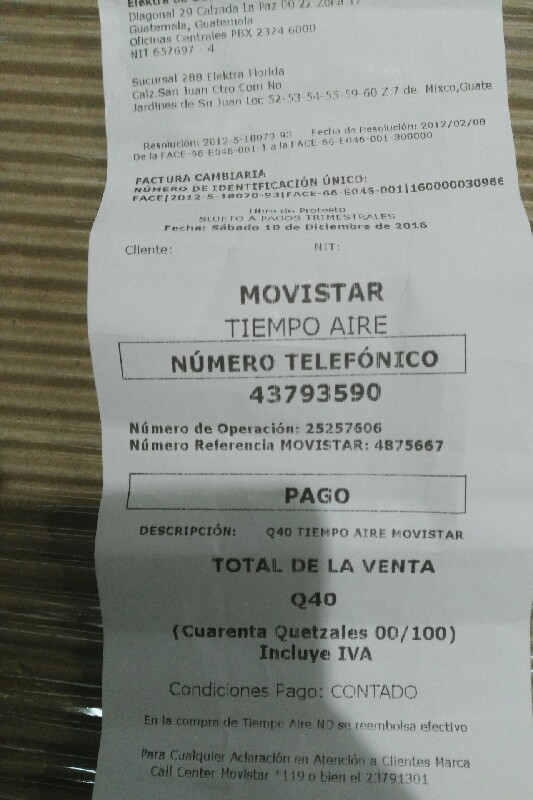 Elektra de
Diagonal 29 Calzada La Paz 00 22 Zona 17
Guatemala, Guatemala
Oficinas Centrales PBX 2324 6000
NIT 657697 - 4
Sucursal 288 Elektra Florida
Calz.San Juan Ctro Com No
Jardines de Sn Juan Loc 52-53-54-55-59-60 Z 7 de Mixco,Guate
Resolución: 2012-5-18070-93 Fecha de Resolución: 2012/02/08
De la FACE-66-E046-001-1 a la FACE-66-E046-001-800000
FACTURA CAMBIARIA
NÚMERO DE IDENTIFICACIÓN ÚNICO:
FACE|2012-5-18070-93|FACE-66-E046-001|160000030966
Libre de Protesto
SUJETO A PAGOS TRIMESTRALES
Fecha: Sábado 10 de Diciembre de 2016
Cliente: NIT:
MOVISTAR
TIEMPO AIRE
NÚMERO TELEFÓNICO
43793590
Número de Operación: 25257606
Número Referencia MOVISTAR: 4875667
PAGO
DESCRIPCIÓN: Q40 TIEMPO AIRE MOVISTAR
TOTAL DE LA VENTA
Q40
(Cuarenta Quetzales 00/100)
Incluye IVA
Condiciones Pago: CONTADO
En la compra de Tiempo Aire NO se reembolsa efectivo
Para Cualquier Aclaración en Atención a Clientes Marca
Call Center Movistar *119 o bien el 23791301